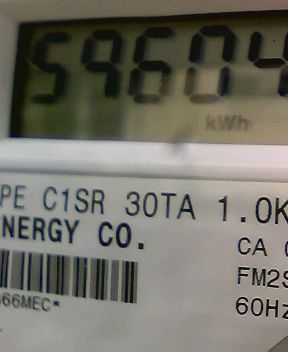 59604
kWh
PE C1SR 30TA 1.0K
NERGY CO.
CA
FM2S
66MEC*
60Hz